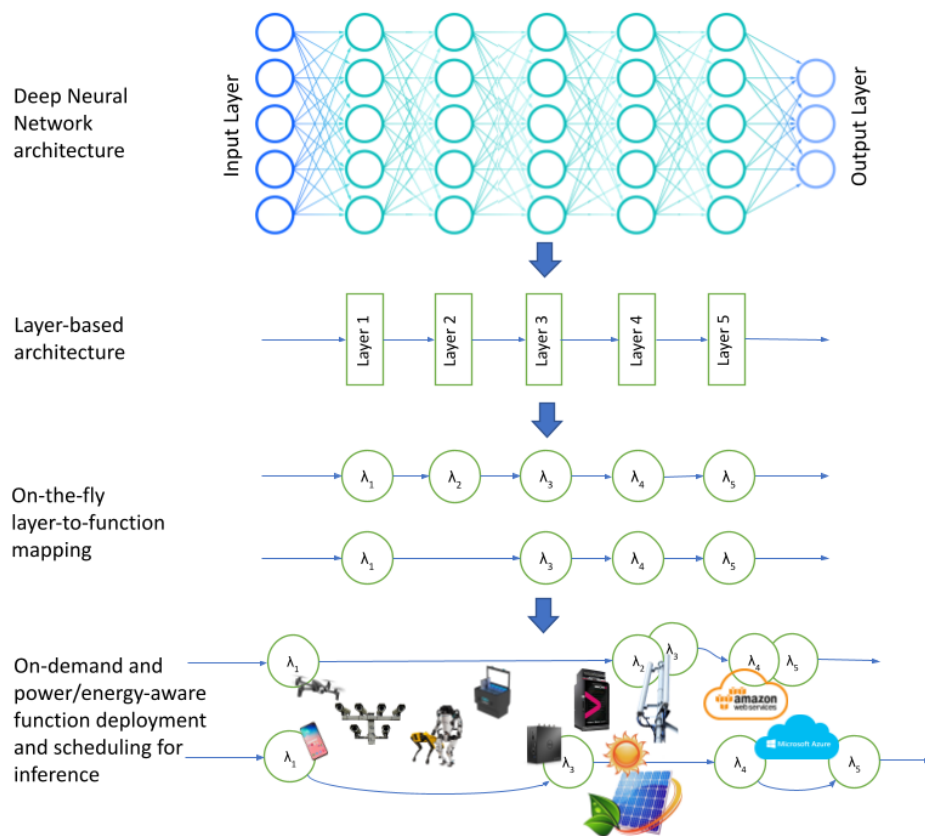 Deep Neural
Network
architecture
Input Layer
Output Layer
Layer-based
architecture
Layer 1
Layer 2
Layer 3
Layer 4
Layer 5
On-the-fly
layer-to-function
mapping
λ1
λ2
λ3
λ4
λ5
λ1
λ3
λ4
λ5
On-demand and
power/energy-aware
function deployment
and scheduling for
inference
λ1
λ2
λ3
λ4
λ5
amazon
web services
Microsoft Azure
λ1
λ3
λ4
λ5